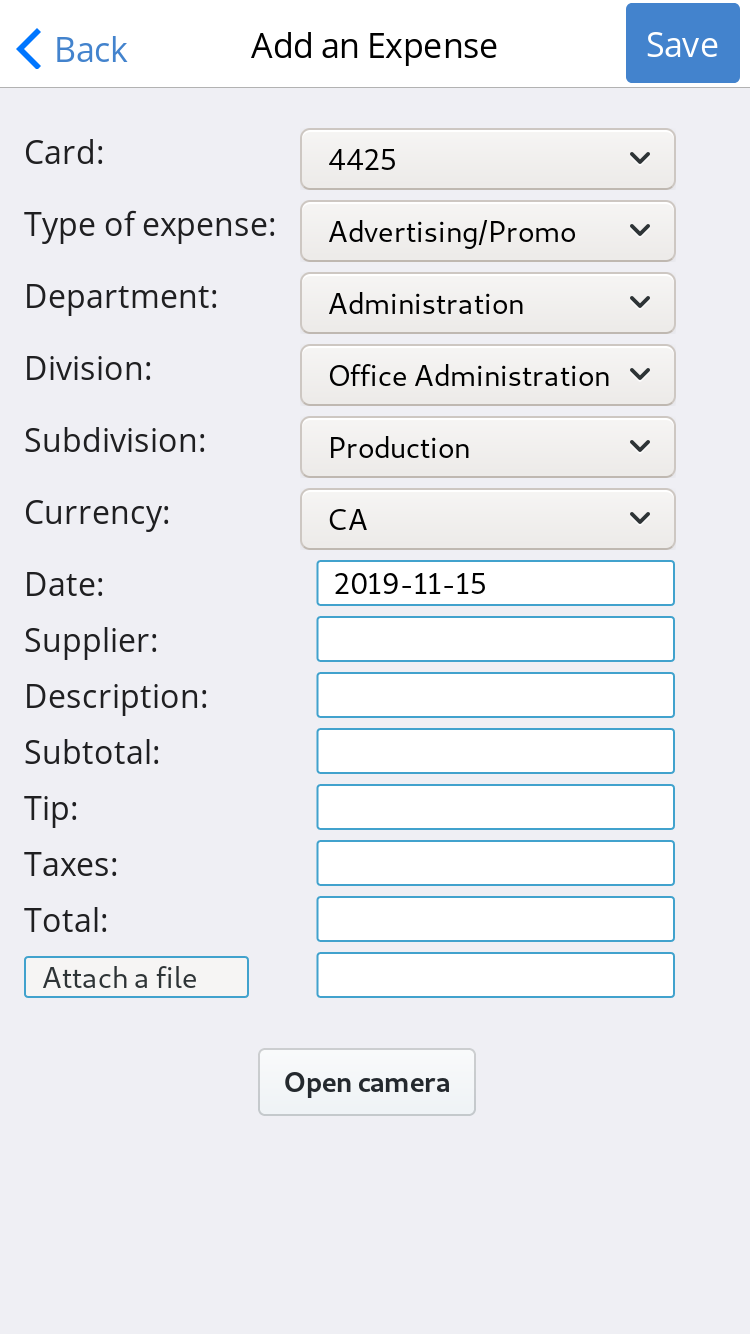 Back Add an Expense Save
Card: 4425
Type of expense: Advertising/Promo
Department: Administration
Division: Office Administration
Subdivision: Production
Currency: CA
Date: 2019-11-15
Supplier:
Description:
Subtotal:
Tip:
Taxes:
Total:
Attach a file
Open camera